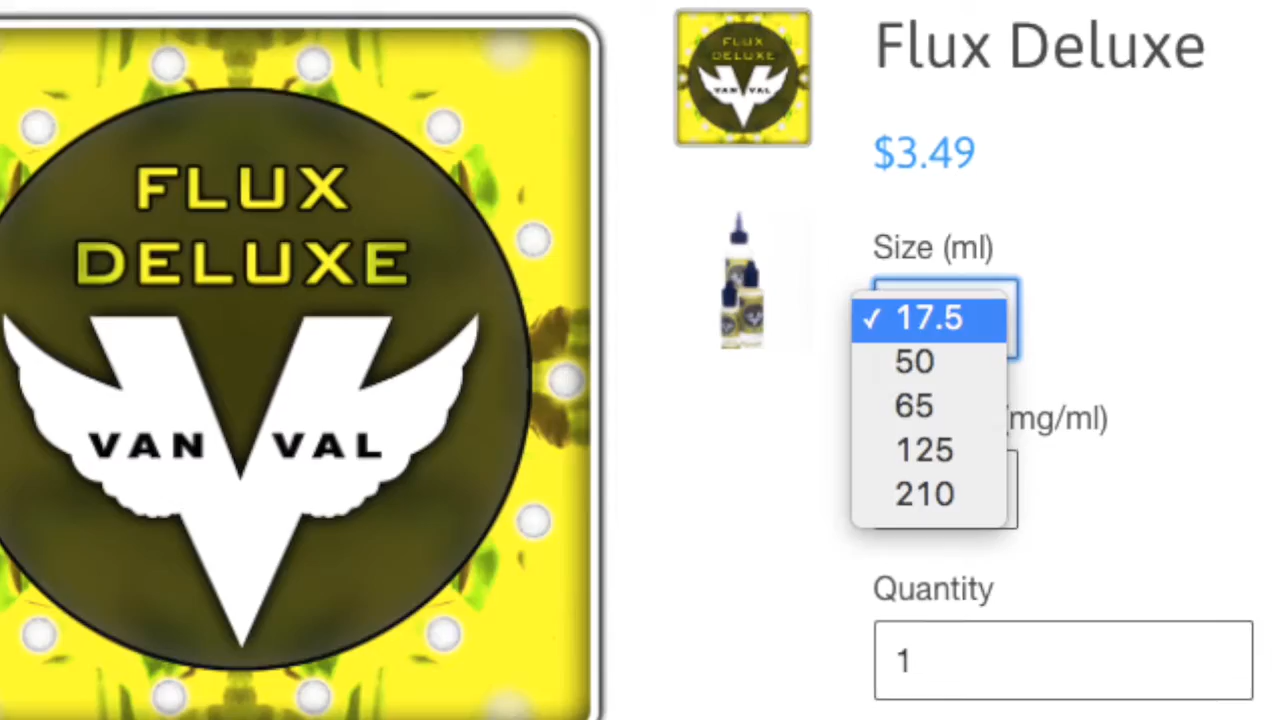 FLUX
DELUXE
VAN VAL
FLUX
DELUXE
VAN VAL
Flux Deluxe
$3.49
Size (ml)
✓ 17.5
50
65
125
210
(mg/ml)
Quantity
1